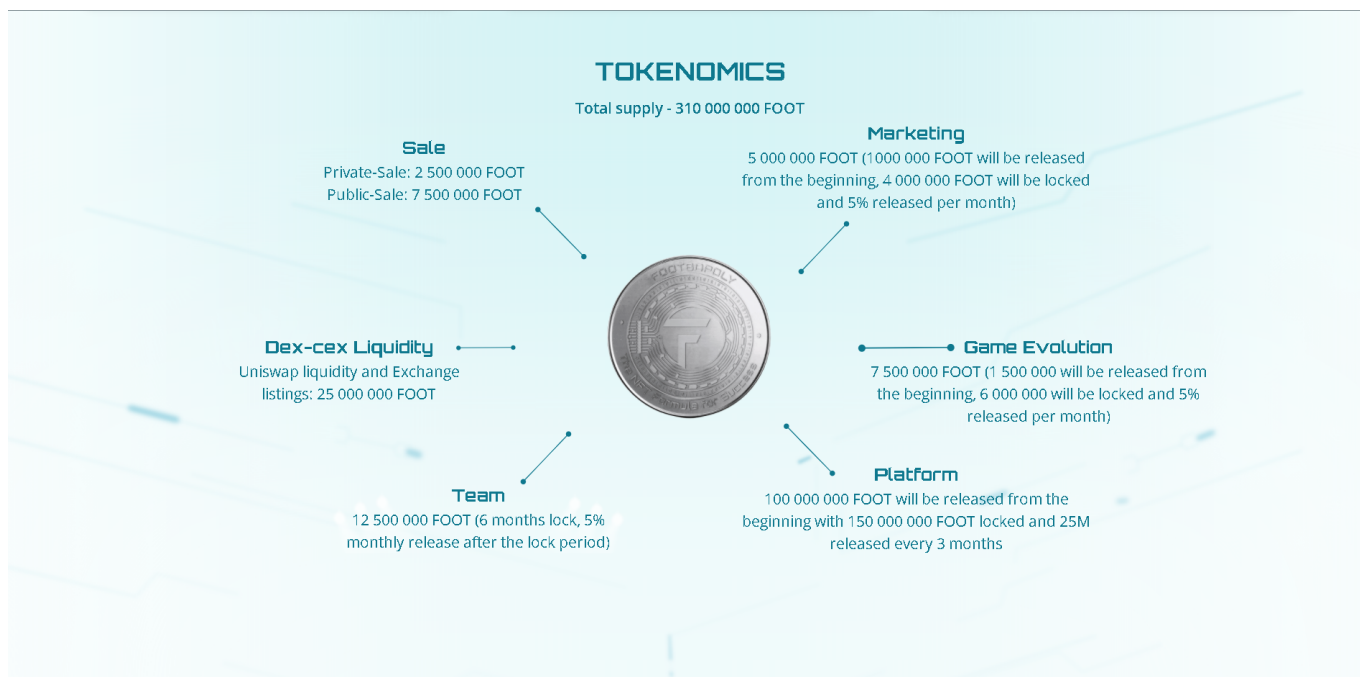 TOKENOMICS
Total supply - 310 000 000 FOOT
Sale
Private-Sale: 2 500 000 FOOT
Public-Sale: 7 500 000 FOOT
Marketing
5 000 000 FOOT (1000 000 FOOT will be released
from the beginning, 4 000 000 FOOT will be locked
and 5% released per month)
FOOTBNPOLY
F
The Best Formula for Success
Dex-cex Liquidity
Uniswap liquidity and Exchange
listings: 25 000 000 FOOT
Game Evolution
7 500 000 FOOT (1 500 000 will be released from
the beginning, 6 000 000 will be locked and 5%
released per month)
Team
12 500 000 FOOT (6 months lock, 5%
monthly release after the lock period)
Platform
100 000 000 FOOT will be released from the
beginning with 150 000 000 FOOT locked and 25M
released every 3 months